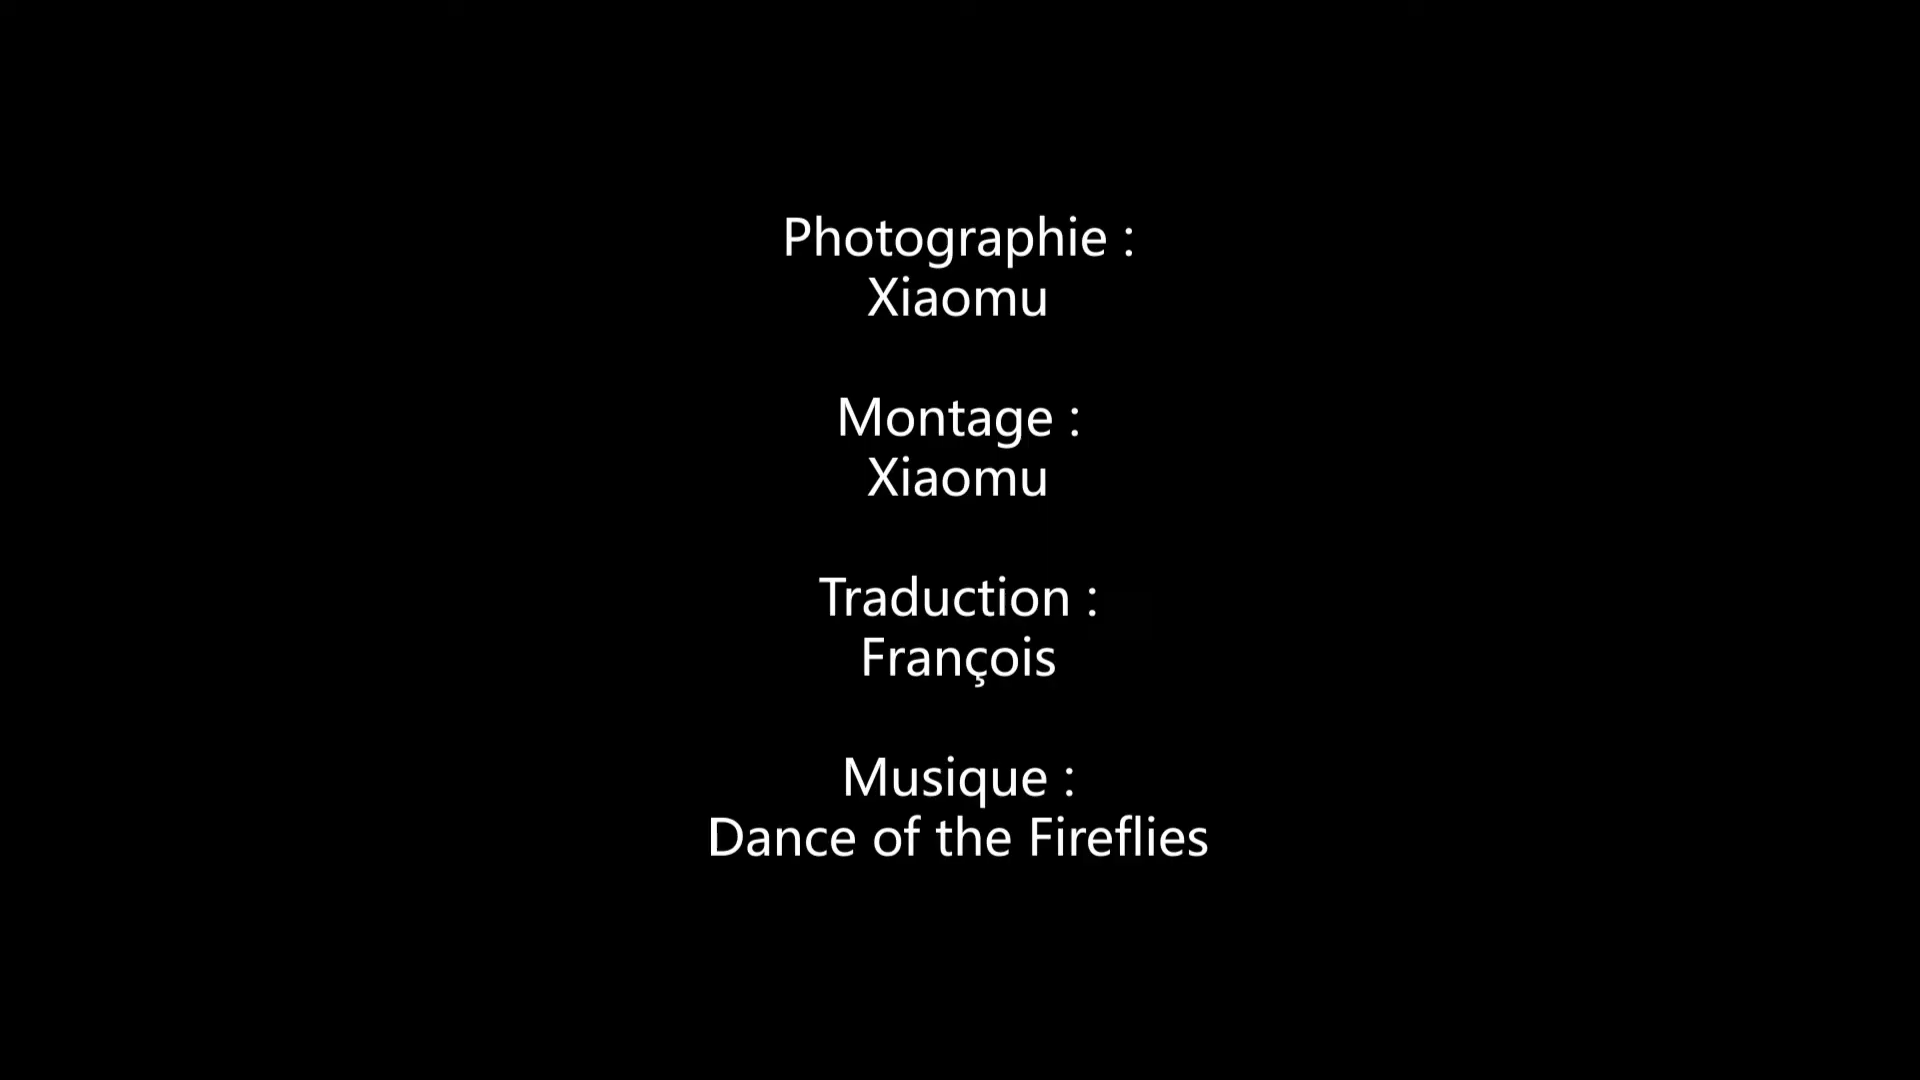 Photographie :
Xiaomu
Montage :
Xiaomu
Traduction :
François
Musique :
Dance of the Fireflies